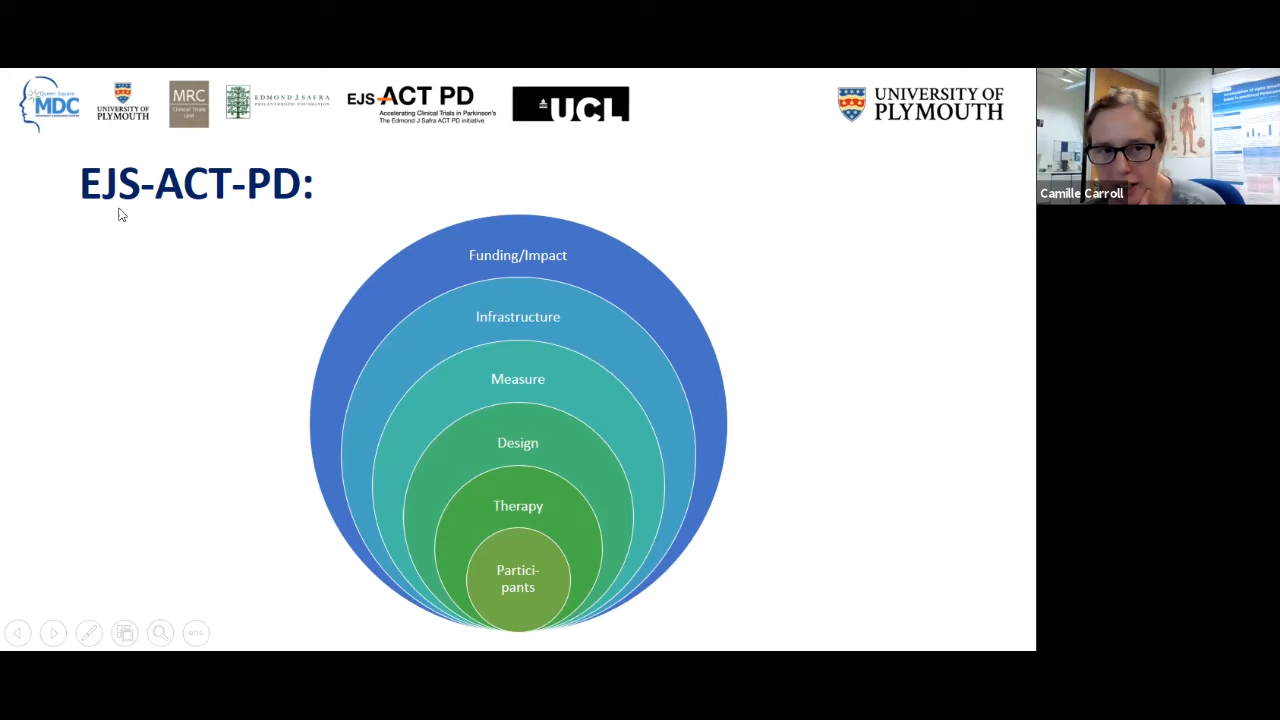 Queen Square
MDC
UNIVERSITY OF
PLYMOUTH
MRC
Clinical Trials
Unit
EDMOND J SAFRA
PHILANTHROPIC FOUNDATION
EJS ACT PD
Accelerating Clinical Trials in Parkinson's
The Edmond J Safra ACT PD initiative
UCL
UNIVERSITY OF
PLYMOUTH
Camille Carroll
EJS-ACT-PD:
Funding/Impact
Infrastructure
Measure
Design
Therapy
Partici-
pants